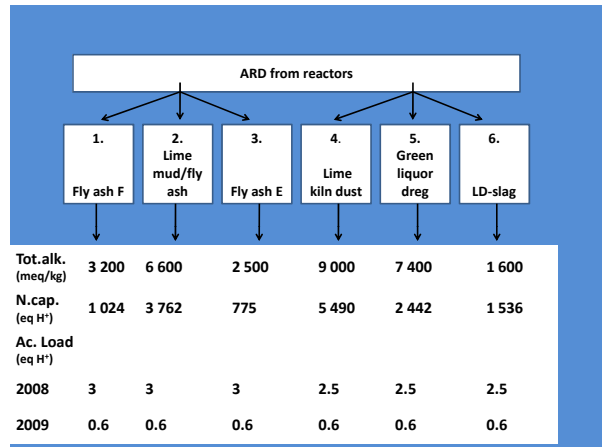 ARD from reactors
1. 2. 3. 4. 5. 6.
Lime Green
mud/fly Lime liquor
Fly ash F ash Fly ash E kiln dust dreg LD-slag
Tot.alk.
(meq/kg) 3 200 6 600 2 500 9 000 7 400 1 600
N.cap.
(eq H⁺) 1 024 3 762 775 5 490 2 442 1 536
Ac. Load
(eq H⁺)
2008 3 3 3 2.5 2.5 2.5
2009 0.6 0.6 0.6 0.6 0.6 0.6